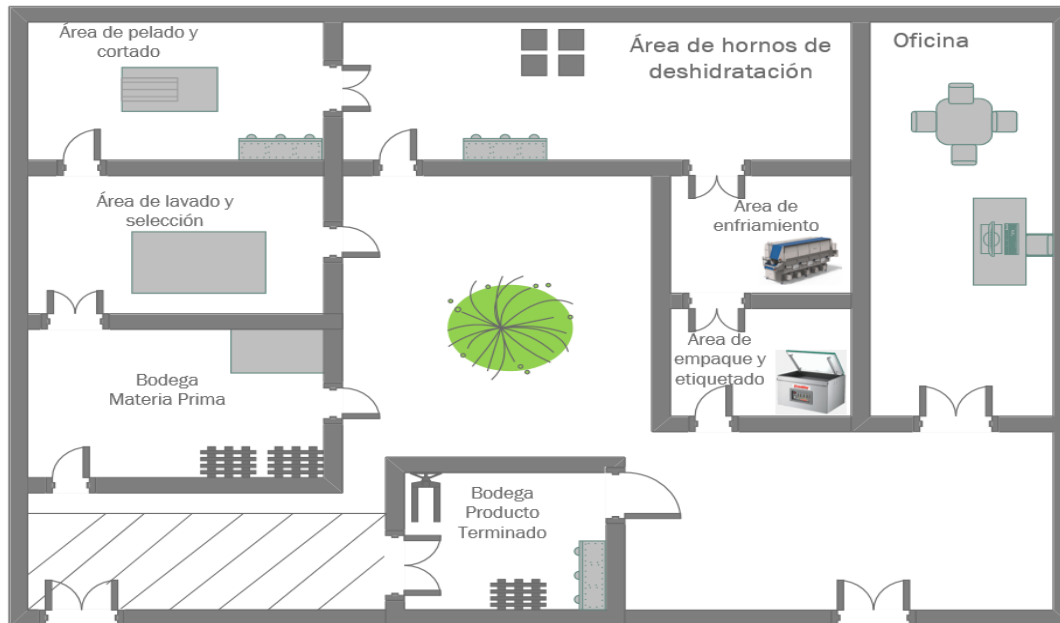 Área de pelado y
cortado
Área de hornos de
deshidratación
Oficina
Área de lavado y
selección
Área de
enfriamiento
Bodega
Materia Prima
Área de
empaque y
etiquetado
Bodega
Producto
Terminado